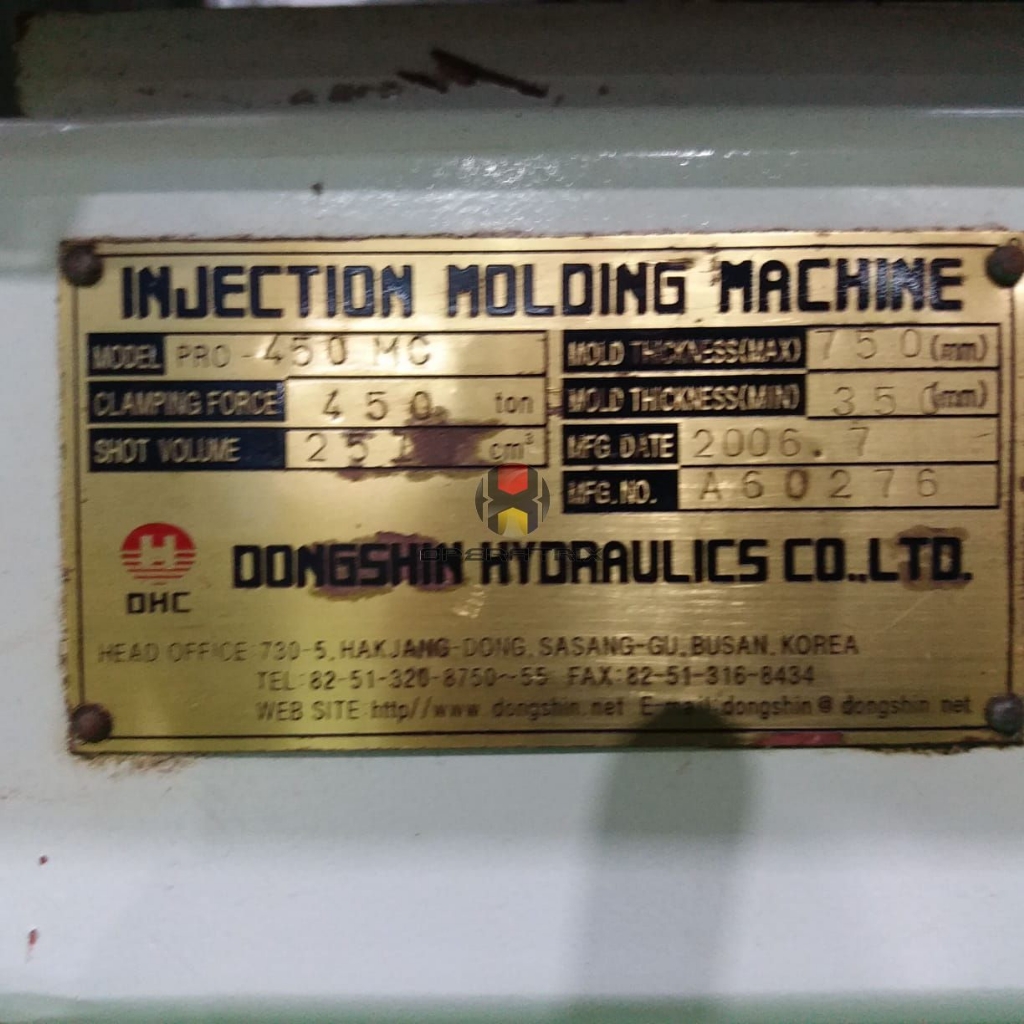 INJECTION MOLDING MACHINE
MODEL PRO-450 MC
CLAMPING FORCE 450 ton
SHOT VOLUME cm³
MOLD THICKNESS(MAX) 750 (mm)
MOLD THICKNESS(MIN) 350 (mm)
MFG. DATE 2006.7
MFG.NO. A60276
H
DHC
OPERATRIX
DONGSHIN HYDRAULICS CO.,LTD.
HEAD OFFICE:730-5, HAKJANG-DONG, SASANG-GU, BUSAN, KOREA
TEL:82-51-320-8750~55 FAX:82-51-316-8434
WEB SITE:http//www.dongshin.net E-mail:dongshin@dongshin.net